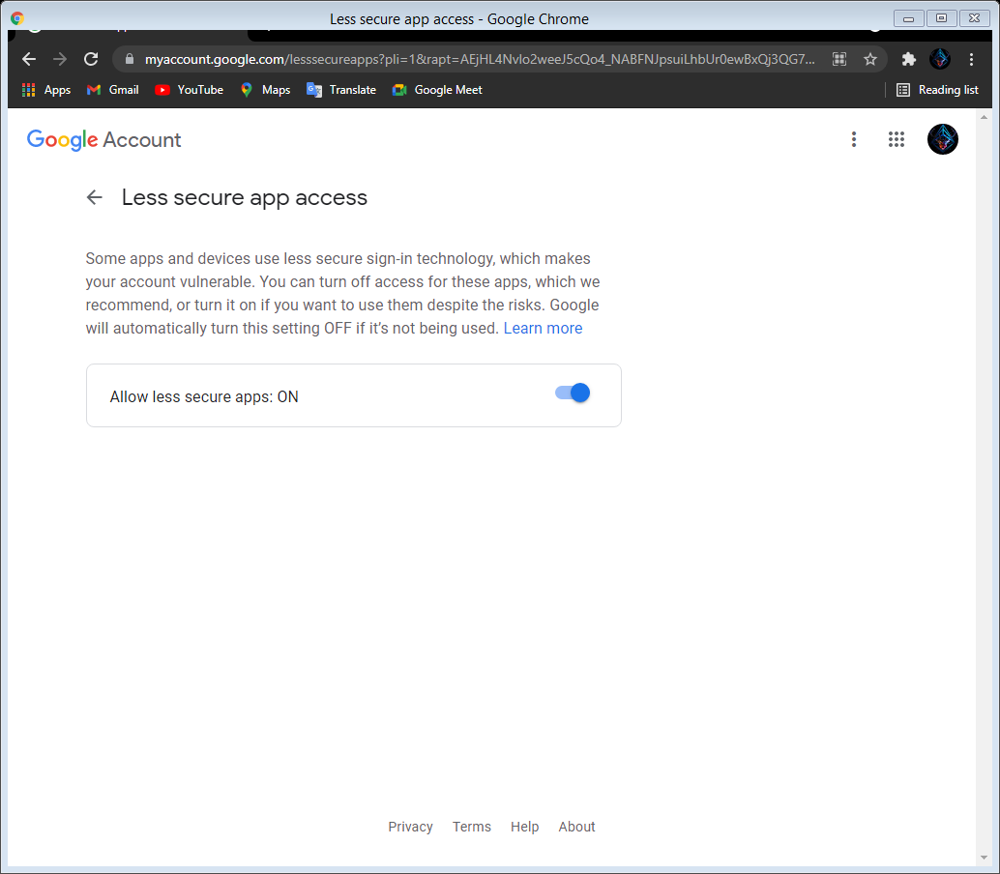 Less secure app access - Google Chrome
myaccount.google.com/lesssecureapps?pli=1&rapt=AEjHL4Nvlo2weeJ5cQo4_NABFNJpsuiLhbUr0ewBxQj3QG7...
Apps Gmail YouTube Maps Translate Google Meet Reading list
Google Account
Less secure app access
Some apps and devices use less secure sign-in technology, which makes
your account vulnerable. You can turn off access for these apps, which we
recommend, or turn it on if you want to use them despite the risks. Google
will automatically turn this setting OFF if it's not being used. Learn more
Allow less secure apps: ON
Privacy Terms Help About